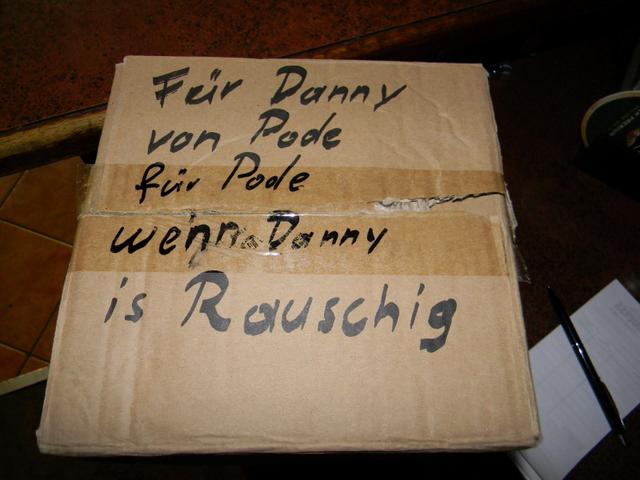 Für Danny
von Pode
für Pode
wenn Danny
is Rauschig